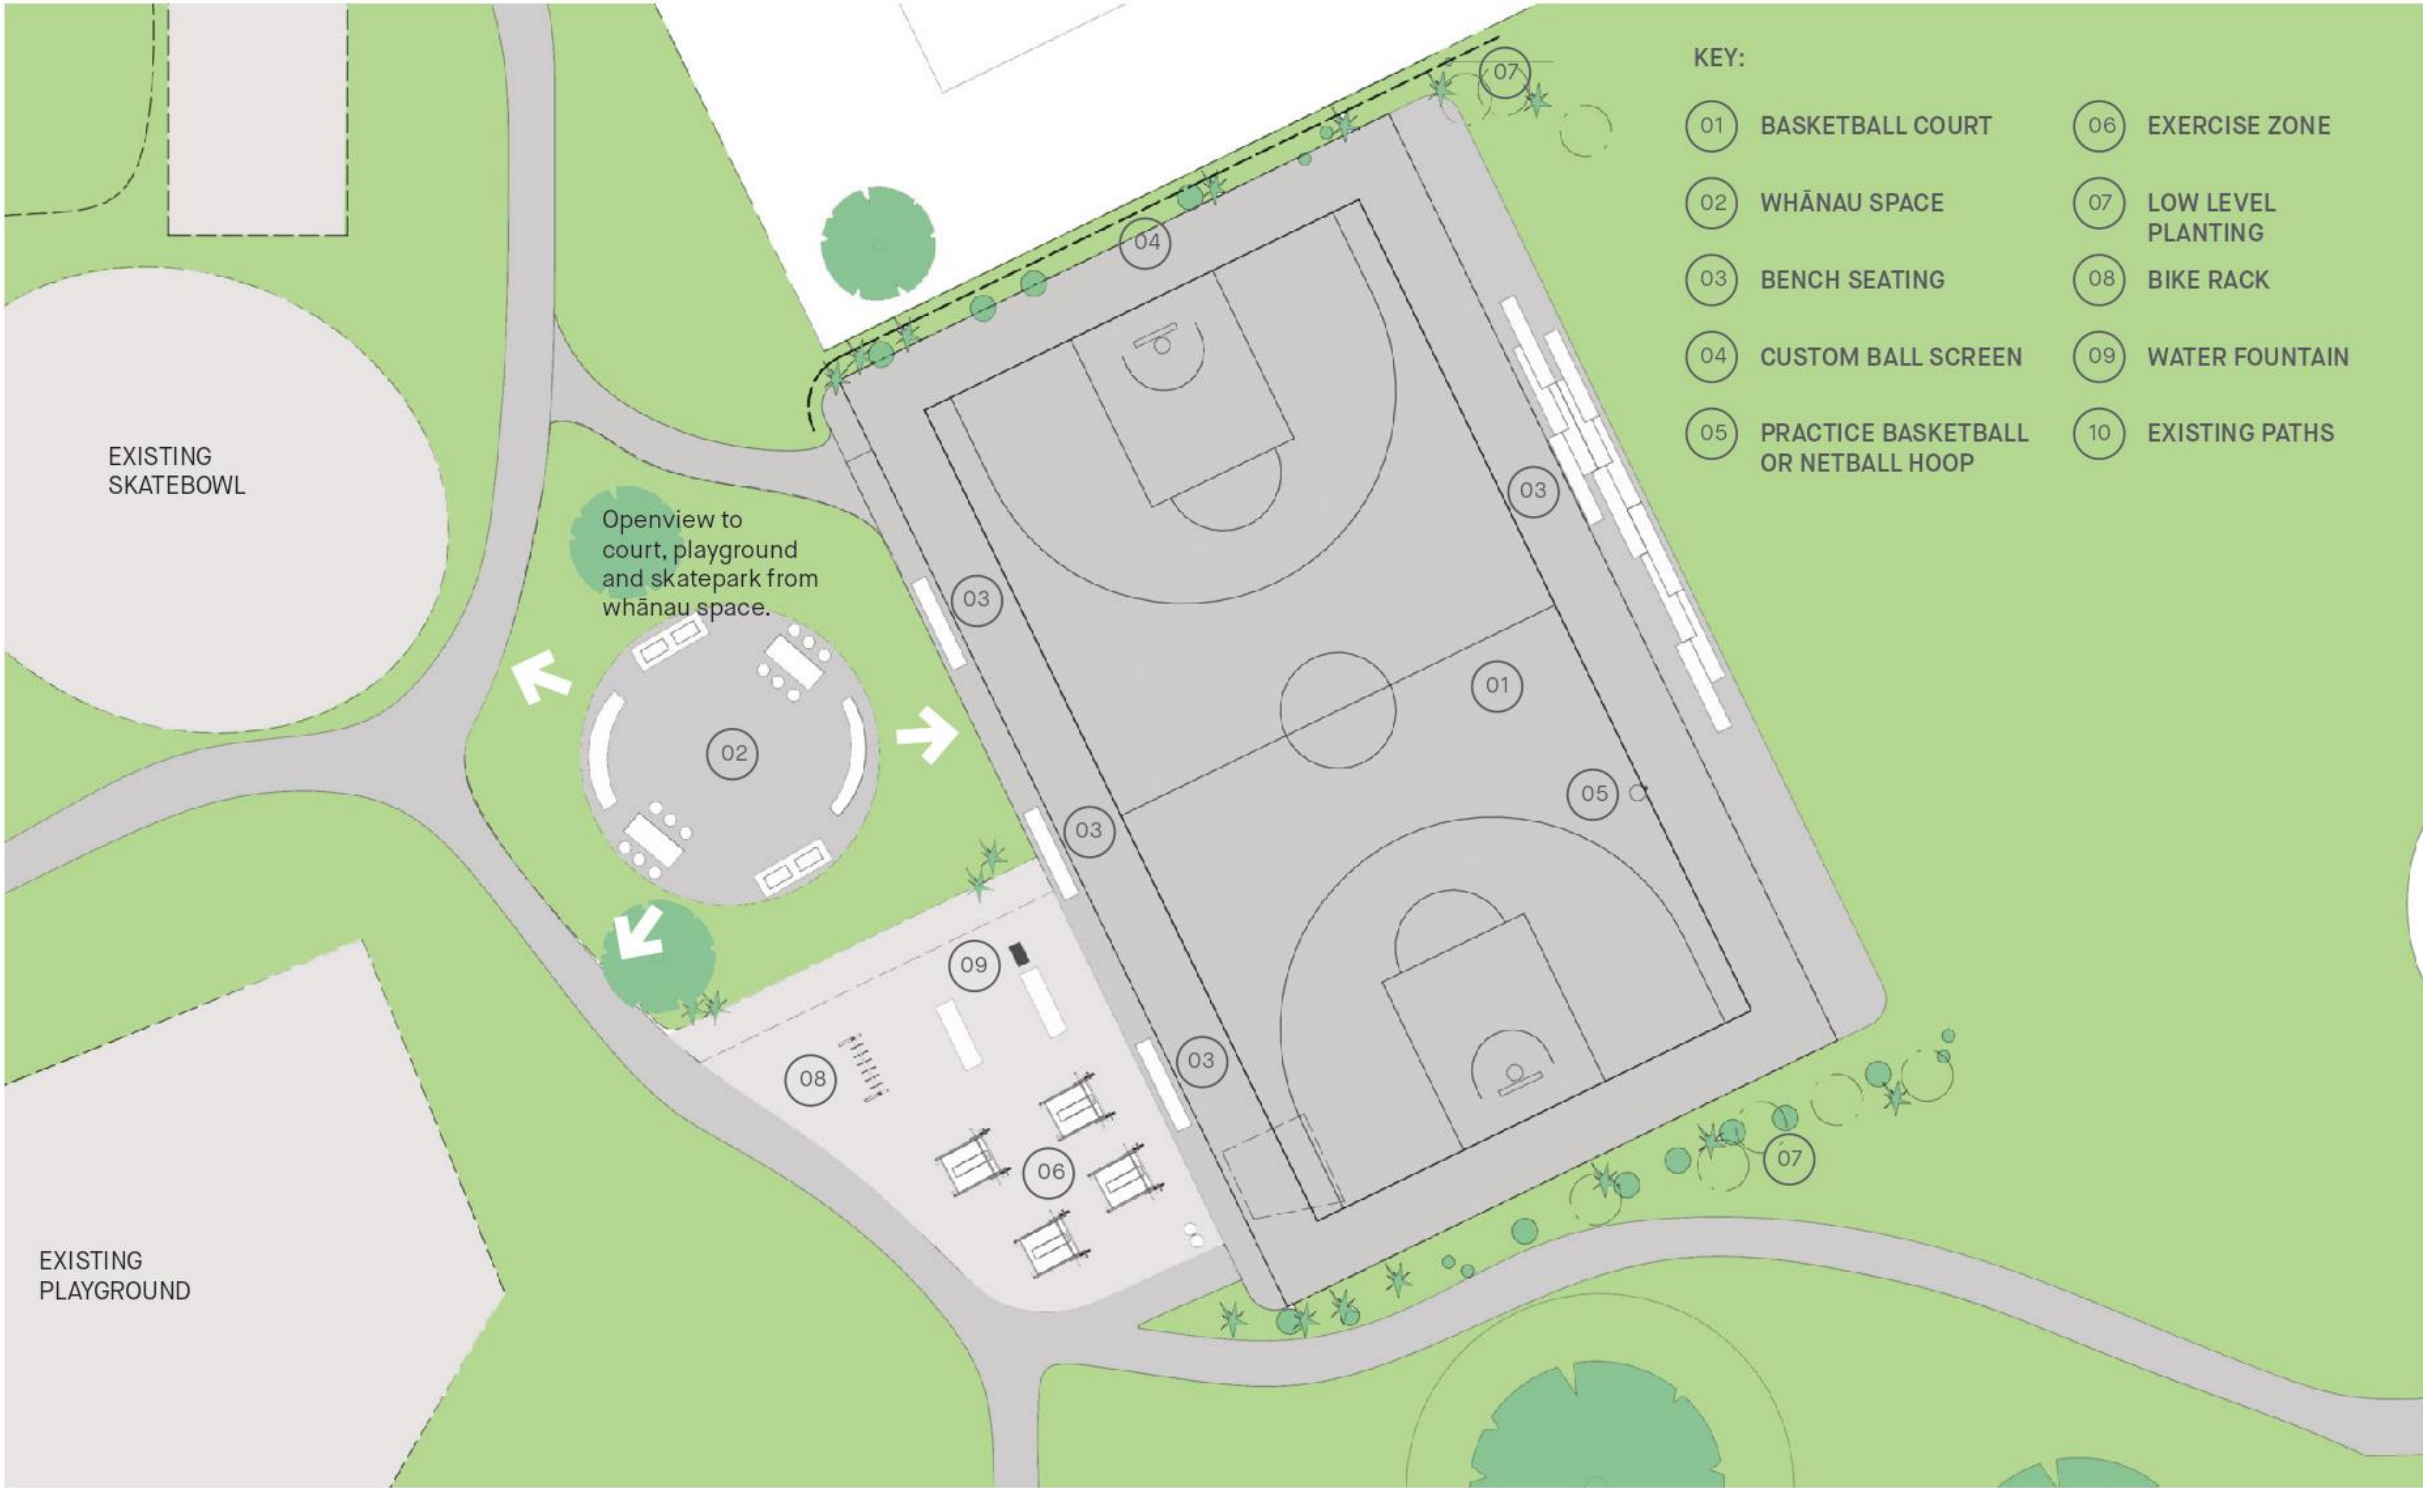 KEY:
01 BASKETBALL COURT
02 WHĀNAU SPACE
03 BENCH SEATING
04 CUSTOM BALL SCREEN
05 PRACTICE BASKETBALL
OR NETBALL HOOP
06 EXERCISE ZONE
07 LOW LEVEL
PLANTING
08 BIKE RACK
09 WATER FOUNTAIN
10 EXISTING PATHS
07
04
EXISTING
SKATEBOWL
03
Openview to
court, playground
and skatepark from
whānau space.
03
01
02
05
03
09
03
08
07
06
EXISTING
PLAYGROUND